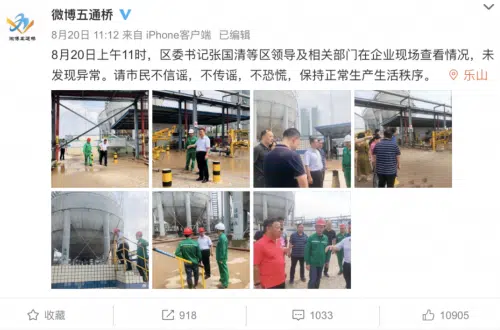 微博五通桥
8月20日 11:12 来自 iPhone客户端 已编辑
8月20日上午11时，区委书记张国清等区领导及相关部门在企业现场查看情况，未
发现异常。请市民不信谣，不传谣，不恐慌，保持正常生产生活秩序。 乐山
收藏 918 1033 10905